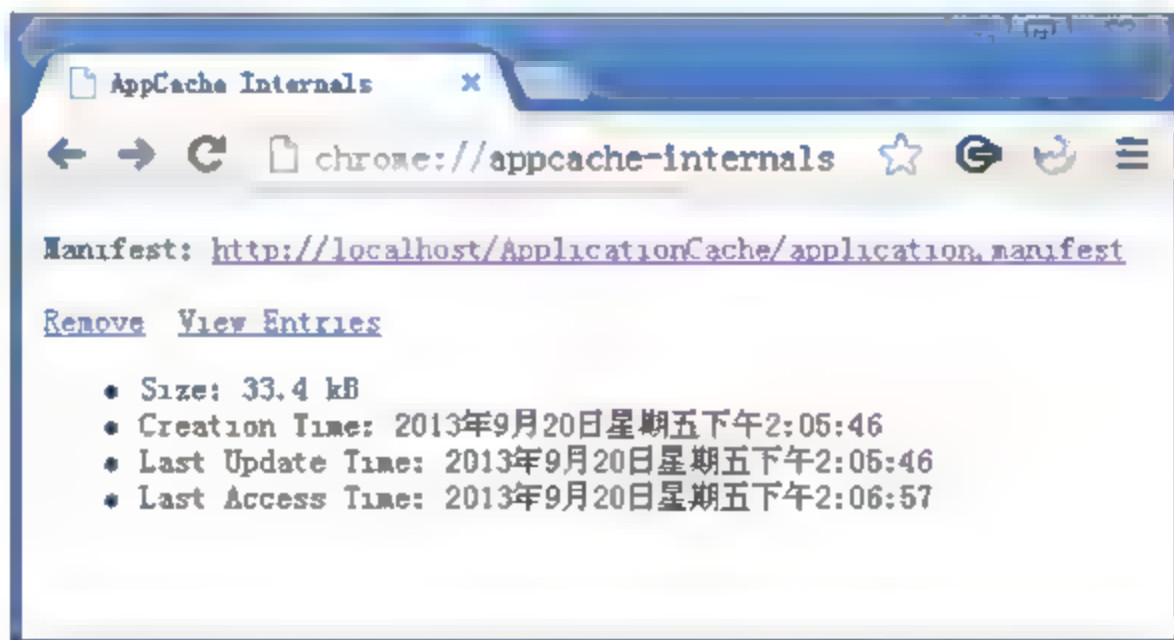 AppCache Internals
chrome://appcache-internals
Manifest: http://localhost/ApplicationCache/application.manifest
Remove View Entries
Size: 33.4 kB
Creation Time: 2013年9月20日星期五下午2:05:46
Last Update Time: 2013年9月20日星期五下午2:05:46
Last Access Time: 2013年9月20日星期五下午2:06:57